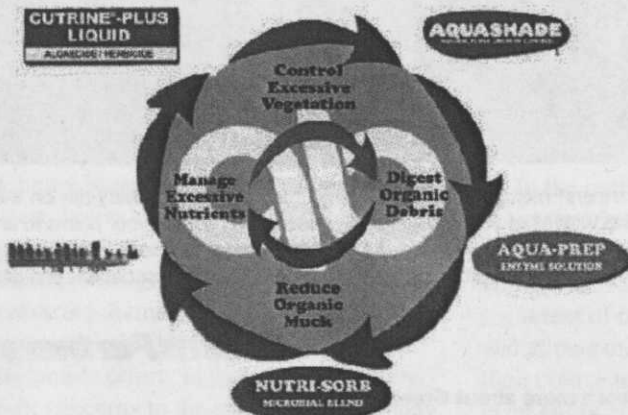 CUTRINE®-PLUS
LIQUID
ALGAECIDE / HERBICIDE
AQUASHADE
Control
Excessive
Vegetation
Manage
Excessive
Nutrients
Digest
Organic
Debris
AQUA-PREP
ENZYME SOLUTION
Reduce
Organic
Muck
NUTRI-SORB
MICROBIAL BLEND